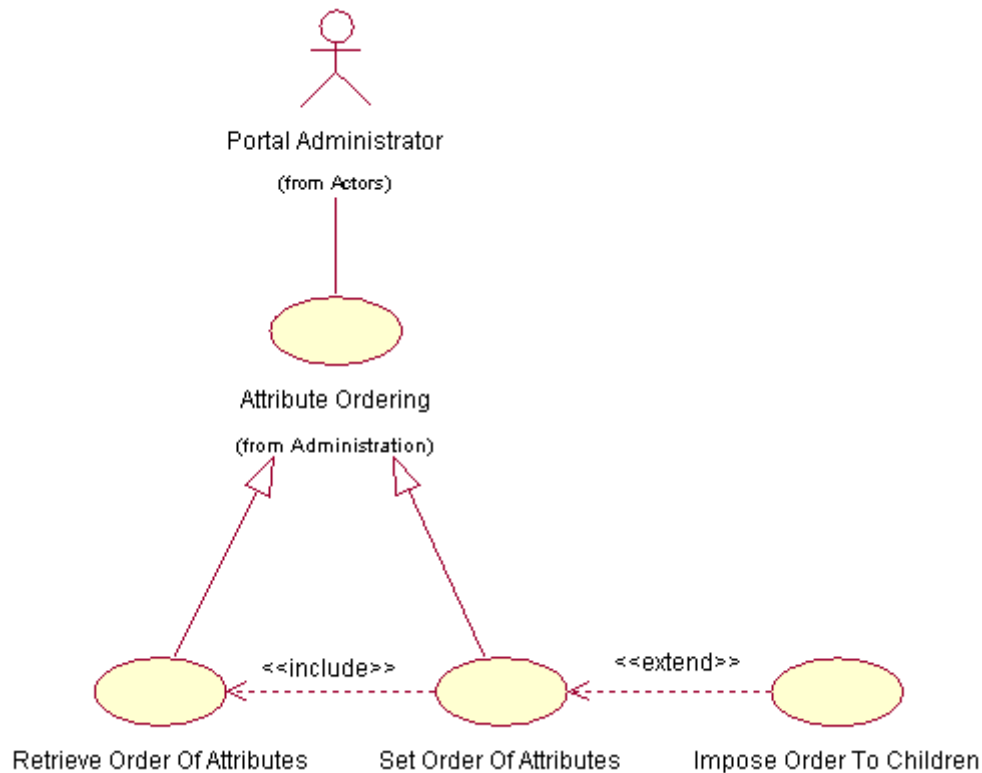 Portal Administrator
(from Actors)
Attribute Ordering
(from Administration)
<<include>>
<<extend>>
Retrieve Order Of Attributes
Set Order Of Attributes
Impose Order To Children